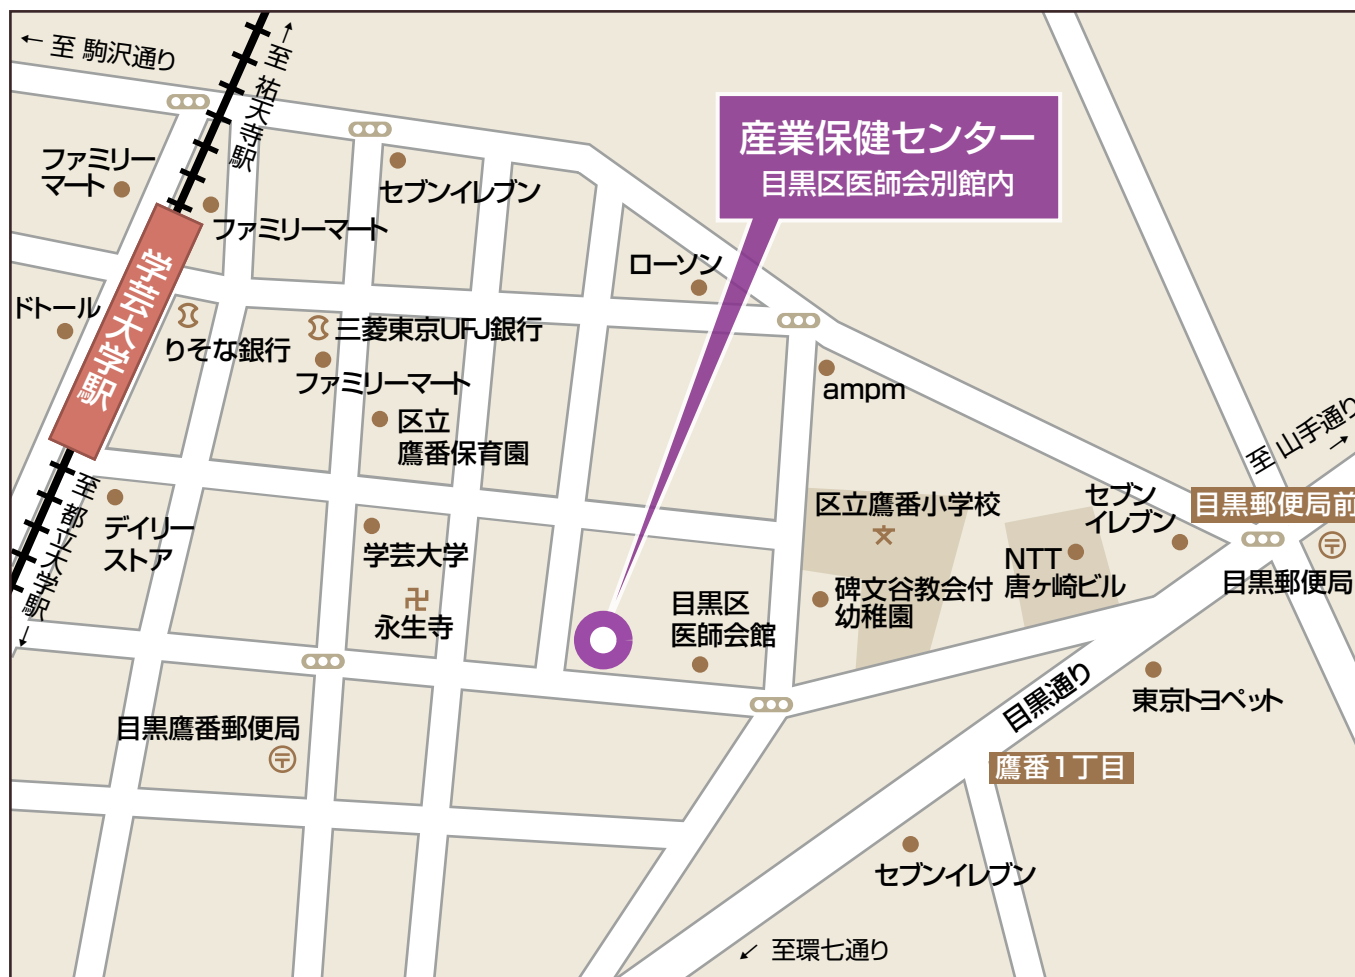 ← 至 駒沢通り
← 至 祐天寺駅
産業保健センター
目黒区医師会別館内
ファミリー
マート
セブンイレブン
ファミリーマート
ローソン
学芸大学駅
ドトール
りそな銀行
三菱東京UFJ銀行
ファミリーマート
ampm
区立
鷹番保育園
至 山手通り →
目黒郵便局前
セブン
イレブン
区立鷹番小学校
文
至 都立大学駅 →
デイリー
ストア
学芸大学
NTT
唐ヶ崎ビル
〒
目黒郵便局
卍
永生寺
目黒区
医師会館
碑文谷教会付
幼稚園
目黒通り
東京トヨペット
目黒鷹番郵便局
〒
鷹番1丁目
セブンイレブン
↙ 至環七通り